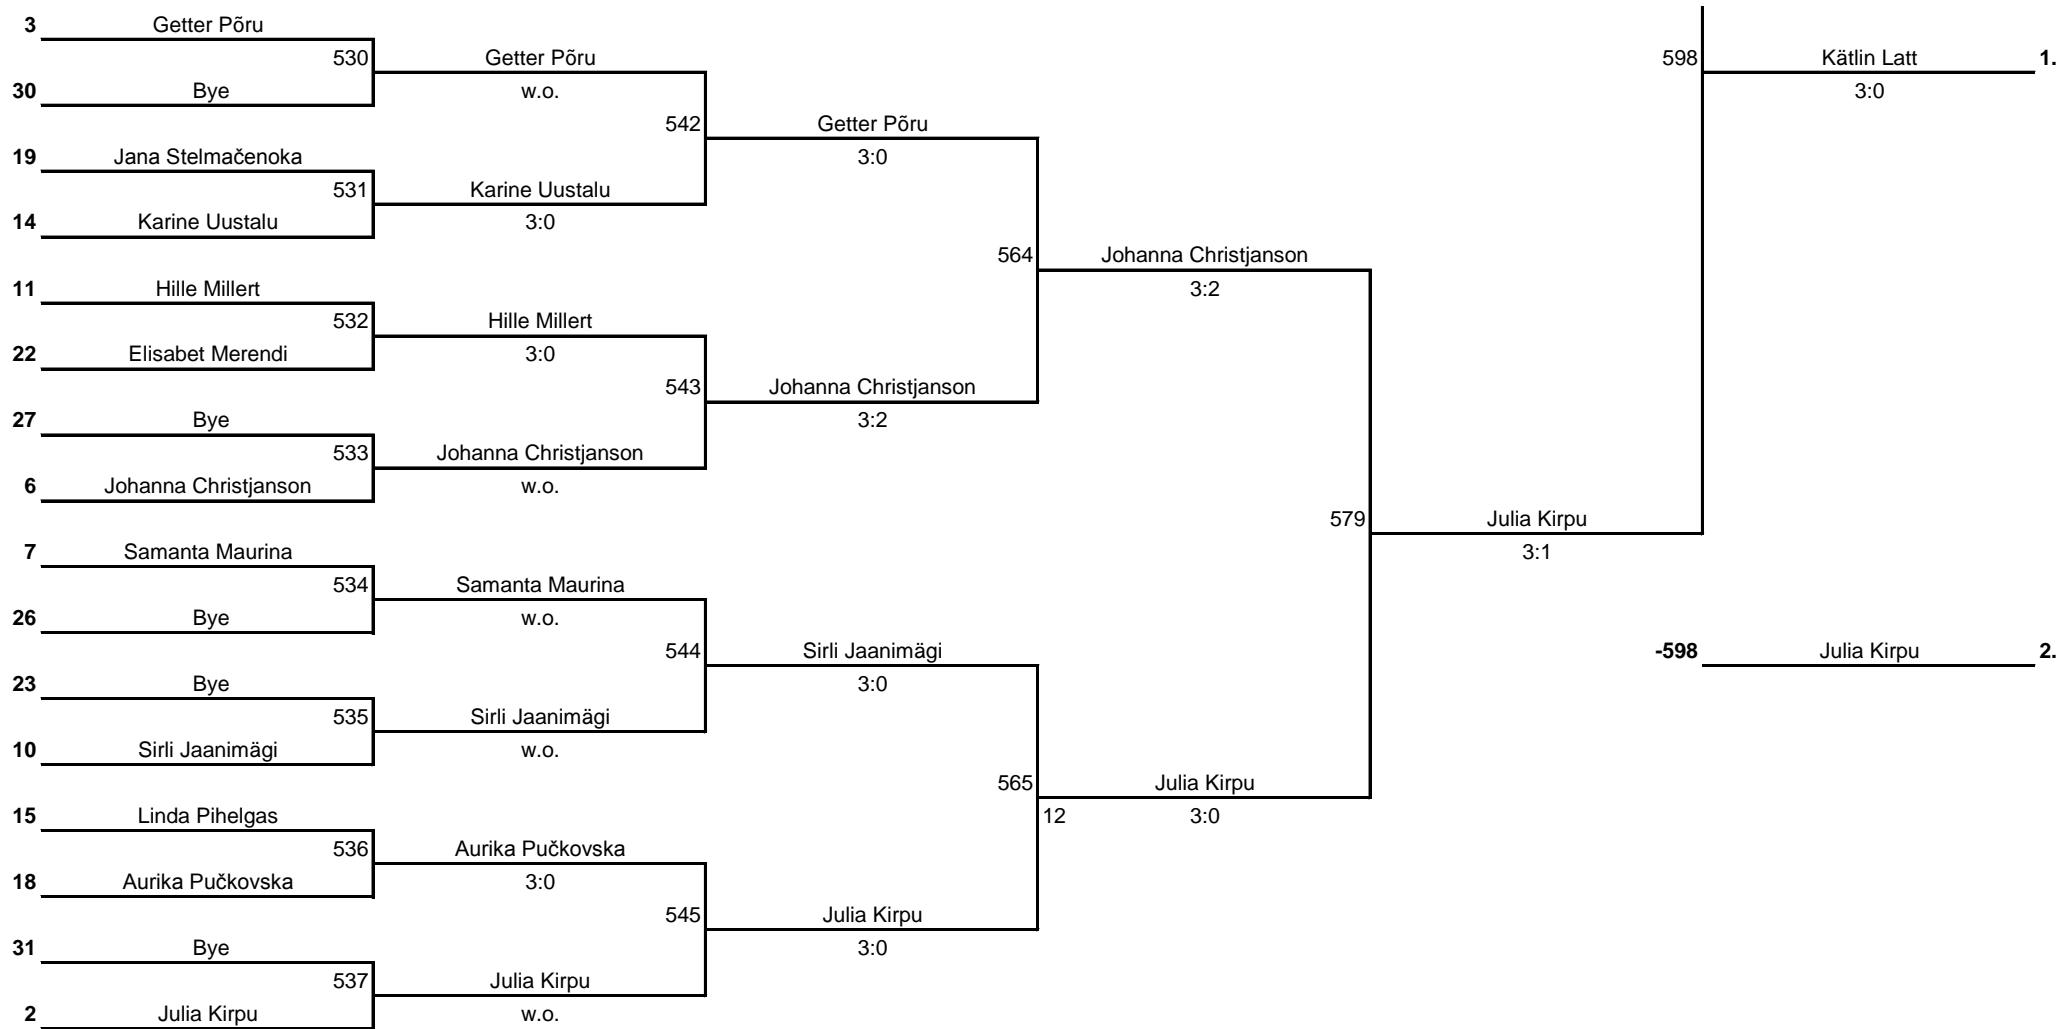 3 Getter Põru
530 Getter Põru 598 Kätlin Latt 1.
30 Bye w.o. 3:0
542 Getter Põru
19 Jana Stelmačenoka 3:0
531 Karine Uustalu
14 Karine Uustalu 3:0
564 Johanna Christjanson
11 Hille Millert 3:2
532 Hille Millert
22 Elisabet Merendi 3:0
543 Johanna Christjanson
27 Bye 3:2
533 Johanna Christjanson
6 Johanna Christjanson w.o.
579 Julia Kirpu
7 Samanta Maurina 3:1
534 Samanta Maurina
26 Bye w.o.
544 Sirli Jaanimägi -598 Julia Kirpu 2.
23 Bye 3:0
535 Sirli Jaanimägi
10 Sirli Jaanimägi w.o.
565 Julia Kirpu
15 Linda Pihelgas 12 3:0
536 Aurika Pučkovska
18 Aurika Pučkovska 3:0
545 Julia Kirpu
31 Bye 3:0
537 Julia Kirpu
2 Julia Kirpu w.o.